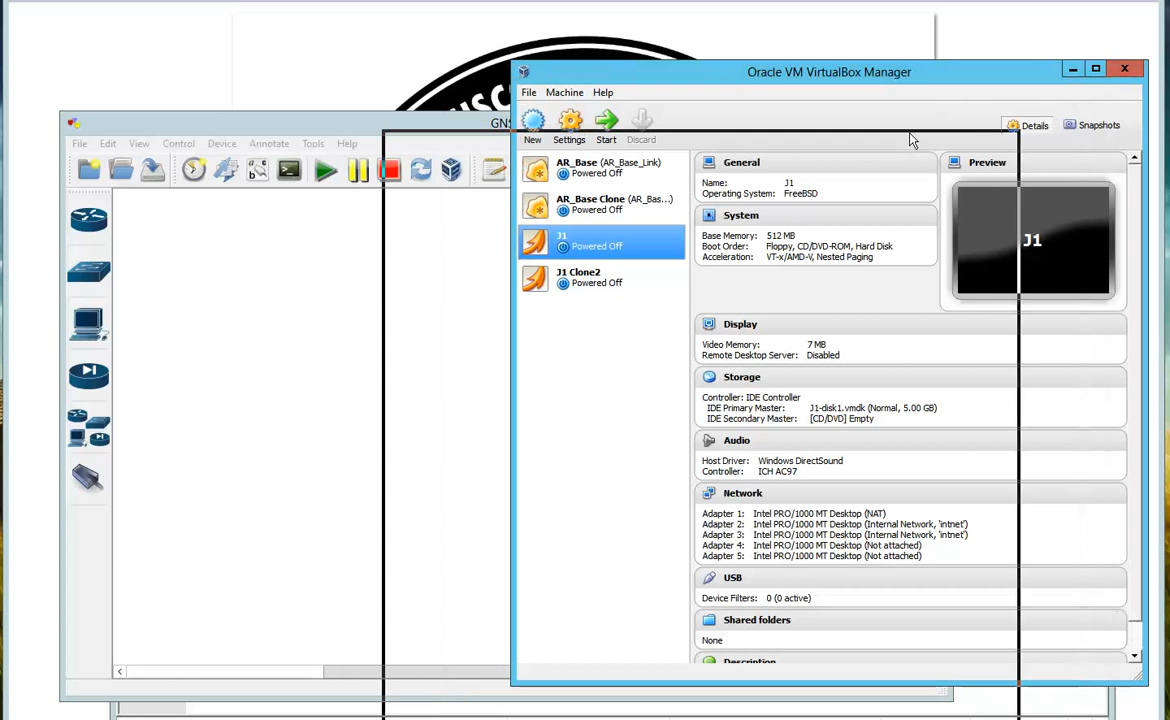 USC
Oracle VM VirtualBox Manager
File Machine Help
New Settings Start Discard
Details Snapshots
GNS
File Edit View Control Device Annotate Tools Help
AR_Base (AR_Base_Link)
Powered Off
AR_Base Clone (AR_Bas...)
Powered Off
J1
Powered Off
J1 Clone2
Powered Off
General
Name: J1
Operating System: FreeBSD
System
Base Memory: 512 MB
Boot Order: Floppy, CD/DVD-ROM, Hard Disk
Acceleration: VT-x/AMD-V, Nested Paging
Preview
J1
Display
Video Memory: 7 MB
Remote Desktop Server: Disabled
Storage
Controller: IDE Controller
IDE Primary Master: J1-disk1.vmdk (Normal, 5.00 GB)
IDE Secondary Master: [CD/DVD] Empty
Audio
Host Driver: Windows DirectSound
Controller: ICH AC97
Network
Adapter 1: Intel PRO/1000 MT Desktop (NAT)
Adapter 2: Intel PRO/1000 MT Desktop (Internal Network, 'intnet')
Adapter 3: Intel PRO/1000 MT Desktop (Internal Network, 'intnet')
Adapter 4: Intel PRO/1000 MT Desktop (Not attached)
Adapter 5: Intel PRO/1000 MT Desktop (Not attached)
USB
Device Filters: 0 (0 active)
Shared folders
None
Description